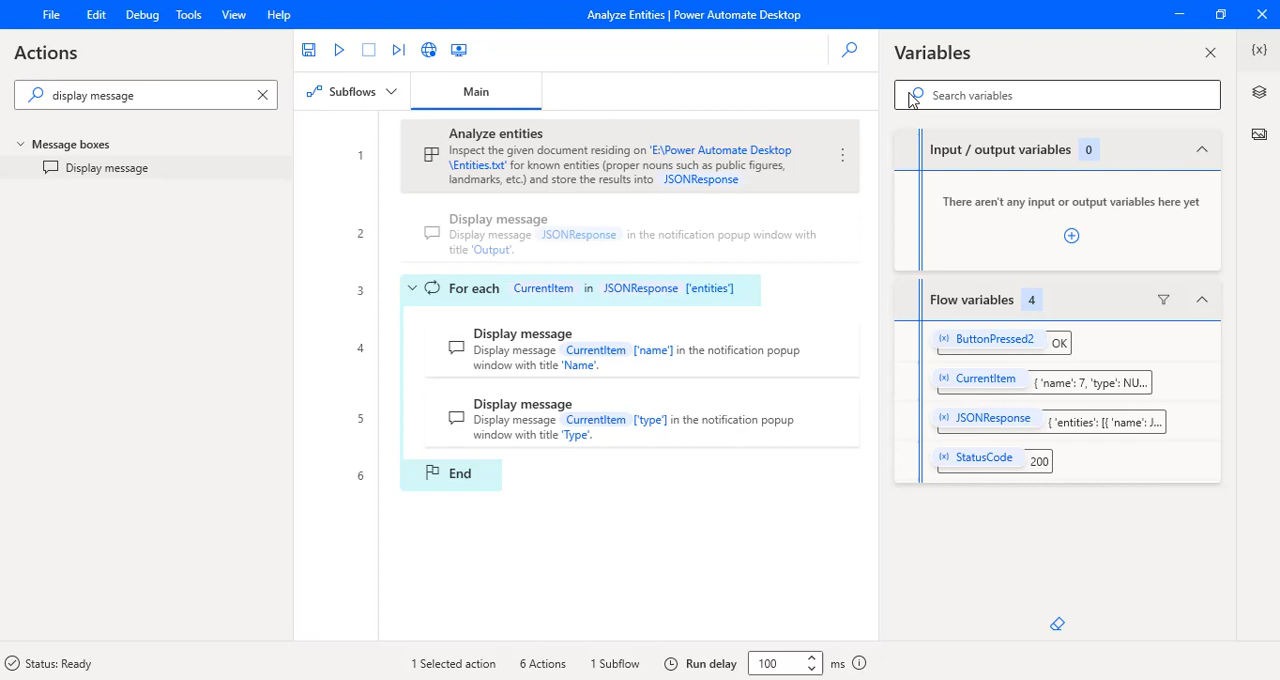 File Edit Debug Tools View Help Analyze Entities | Power Automate Desktop
Actions
display message
Message boxes
Display message
Subflows Main
1
Analyze entities
Inspect the given document residing on 'E:\Power Automate Desktop
\Entities.txt' for known entities (proper nouns such as public figures,
landmarks, etc.) and store the results into JSONResponse
2
Display message
Display message JSONResponse in the notification popup window with
title 'Output'.
3
For each CurrentItem in JSONResponse ['entities']
4
Display message
Display message CurrentItem ['name'] in the notification popup
window with title 'Name'.
5
Display message
Display message CurrentItem ['type'] in the notification popup
window with title 'Type'.
6
End
Variables
{x}
Search variables
Input / output variables 0
There aren't any input or output variables here yet
Flow variables 4
(x) ButtonPressed2 OK
(x) CurrentItem { 'name': 7, 'type': NU...
(x) JSONResponse { 'entities': [{ 'name': J...
(x) StatusCode 200
Status: Ready 1 Selected action 6 Actions 1 Subflow Run delay 100 ms